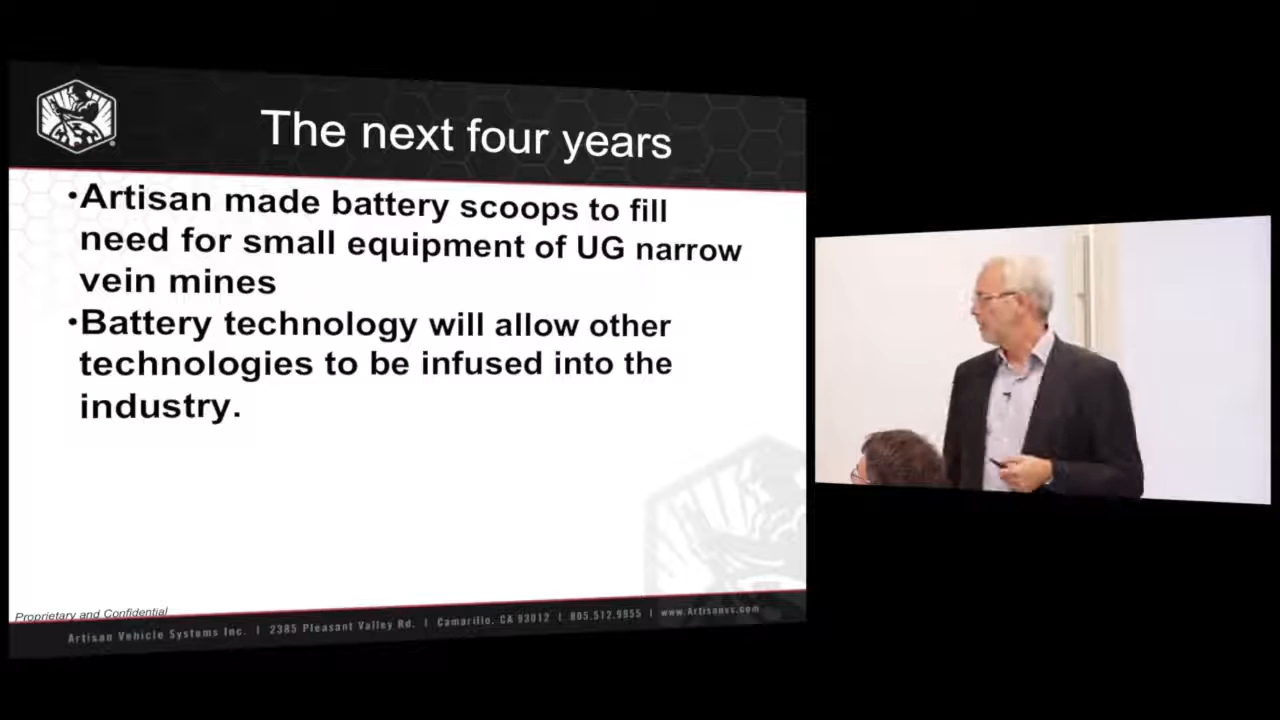 The next four years
•Artisan made battery scoops to fill
need for small equipment of UG narrow
vein mines
•Battery technology will allow other
technologies to be infused into the
industry.
Proprietary and Confidential
Artisan Vehicle Systems Inc. | 2385 Pleasant Valley Rd. | Camarillo, CA 93012 | 805.512.9955 | www.Artisanvs.com